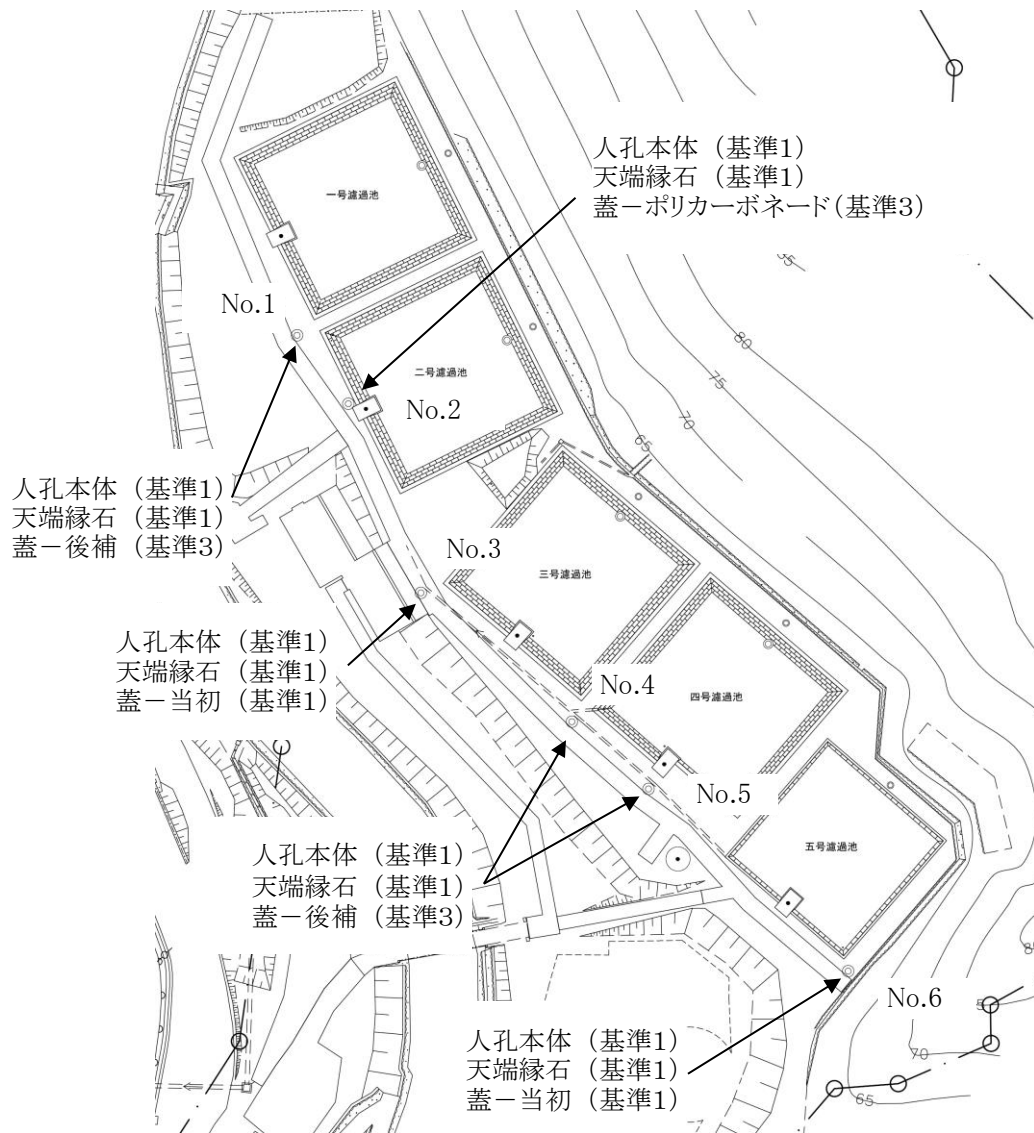 人孔本体（基準1）
天端縁石（基準1）
蓋－ポリカーボネード（基準3）
一号濾過池
No.1
二号濾過池
No.2
80
75
70
65
人孔本体（基準1）
天端縁石（基準1）
蓋－後補（基準3）
No.3
三号濾過池
人孔本体（基準1）
天端縁石（基準1）
蓋－当初（基準1）
No.4
四号濾過池
No.5
五号濾過池
人孔本体（基準1）
天端縁石（基準1）
蓋－後補（基準3）
No.6
人孔本体（基準1）
天端縁石（基準1）
蓋－当初（基準1）
70
65